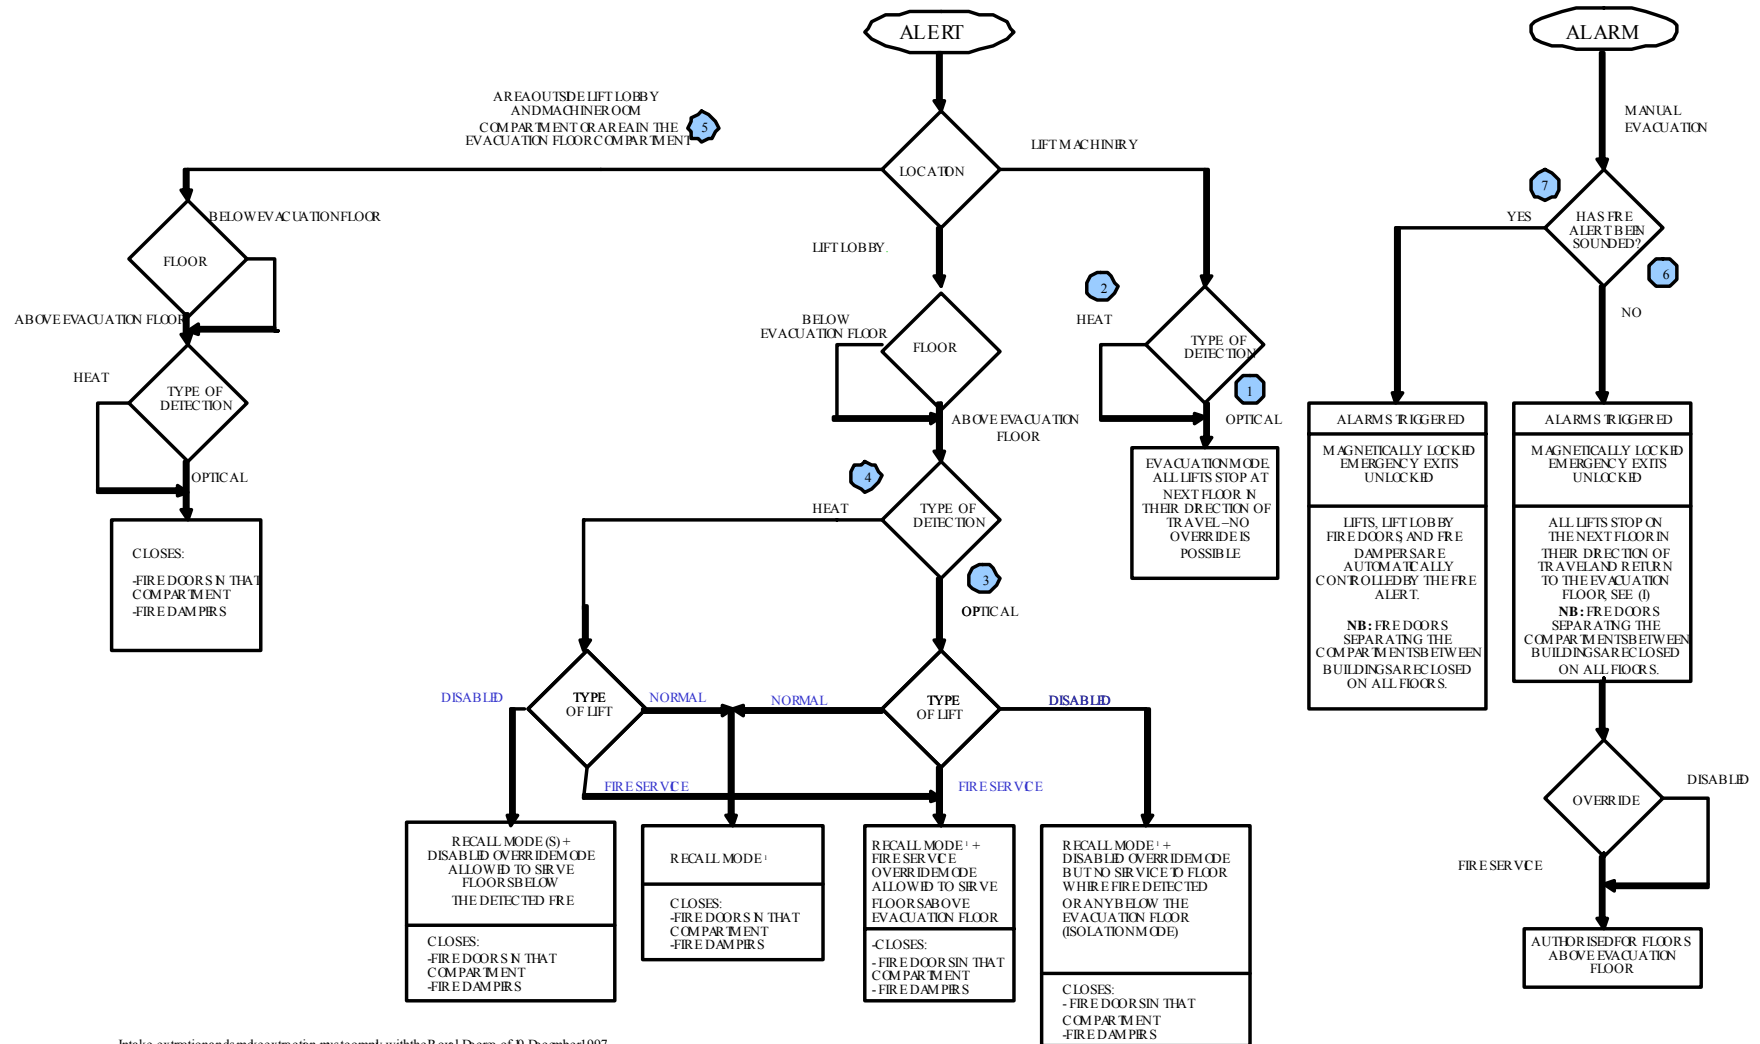 ALERT
ALARM
AREA OUTSIDE LIFT LOBBY
AND MACHINE ROOM
COMPARTMENT OR AREA IN THE
EVACUATION FLOOR COMPARTMENT
5
LIFT MACHINERY
MANUAL
EVACUATION
LOCATION
7
YES
HAS FIRE
ALERT BEEN
SOUNDED?
6
NO
BELOW EVACUATION FLOOR
FLOOR
ABOVE EVACUATION FLOOR
LIFT LOBBY.
2
HEAT
TYPE OF
DETECTION
1
OPTICAL
BELOW
EVACUATION FLOOR
FLOOR
ABOVE EVACUATION
FLOOR
HEAT
TYPE OF
DETECTION
OPTICAL
CLOSES:
-FIRE DOORS IN THAT
COMPARTMENT
-FIRE DAMPERS
EVACUATION MODE.
ALL LIFTS STOP AT
NEXT FLOOR IN
THEIR DIRECTION OF
TRAVEL – NO
OVERRIDE IS
POSSIBLE
4
HEAT
TYPE OF
DETECTION
3
OPTICAL
ALARMS TRIGGERED
MAGNETICALLY LOCKED
EMERGENCY EXITS
UNLOCKED
LIFTS, LIFT LOBBY
FIRE DOORS, AND FIRE
DAMPERS ARE
AUTOMATICALLY
CONTROLLED BY THE FIRE
ALERT.
NB: FIRE DOORS
SEPARATING THE
COMPARTMENTS BETWEEN
BUILDINGS ARE CLOSED
ON ALL FLOORS.
ALARMS TRIGGERED
MAGNETICALLY LOCKED
EMERGENCY EXITS
UNLOCKED
ALL LIFTS STOP ON
THE NEXT FLOOR IN
THEIR DIRECTION OF
TRAVEL AND RETURN
TO THE EVACUATION
FLOOR, SEE (1)
NB: FIRE DOORS
SEPARATING THE
COMPARTMENTS BETWEEN
BUILDINGS ARE CLOSED
ON ALL FLOORS.
DISABLED
TYPE
OF LIFT
NORMAL
NORMAL
TYPE
OF LIFT
DISABLED
FIRE SERVICE
FIRE SERVICE
OVERRIDE
DISABLED
FIRE SERVICE
AUTHORISED FOR FLOORS
ABOVE EVACUATION
FLOOR
RECALL MODE (S) +
DISABLED OVERRIDE MODE
ALLOWED TO SERVE
FLOORS BELOW
THE DETECTED FIRE
CLOSES:
-FIRE DOORS IN THAT
COMPARTMENT
-FIRE DAMPERS
RECALL MODE ¹
CLOSES:
-FIRE DOORS IN THAT
COMPARTMENT
-FIRE DAMPERS
RECALL MODE ¹ +
FIRE SERVICE
OVERRIDE MODE
ALLOWED TO SERVE
FLOORS ABOVE
EVACUATION FLOOR
-CLOSES:
- FIRE DOORS IN THAT
COMPARTMENT
- FIRE DAMPERS
RECALL MODE ¹ +
DISABLED OVERRIDE MODE
BUT NO SERVICE TO FLOOR
WHERE FIRE DETECTED
OR ANY BELOW THE
EVACUATION FLOOR
(ISOLATION MODE)
CLOSES:
- FIRE DOORS IN THAT
COMPARTMENT
-FIRE DAMPERS